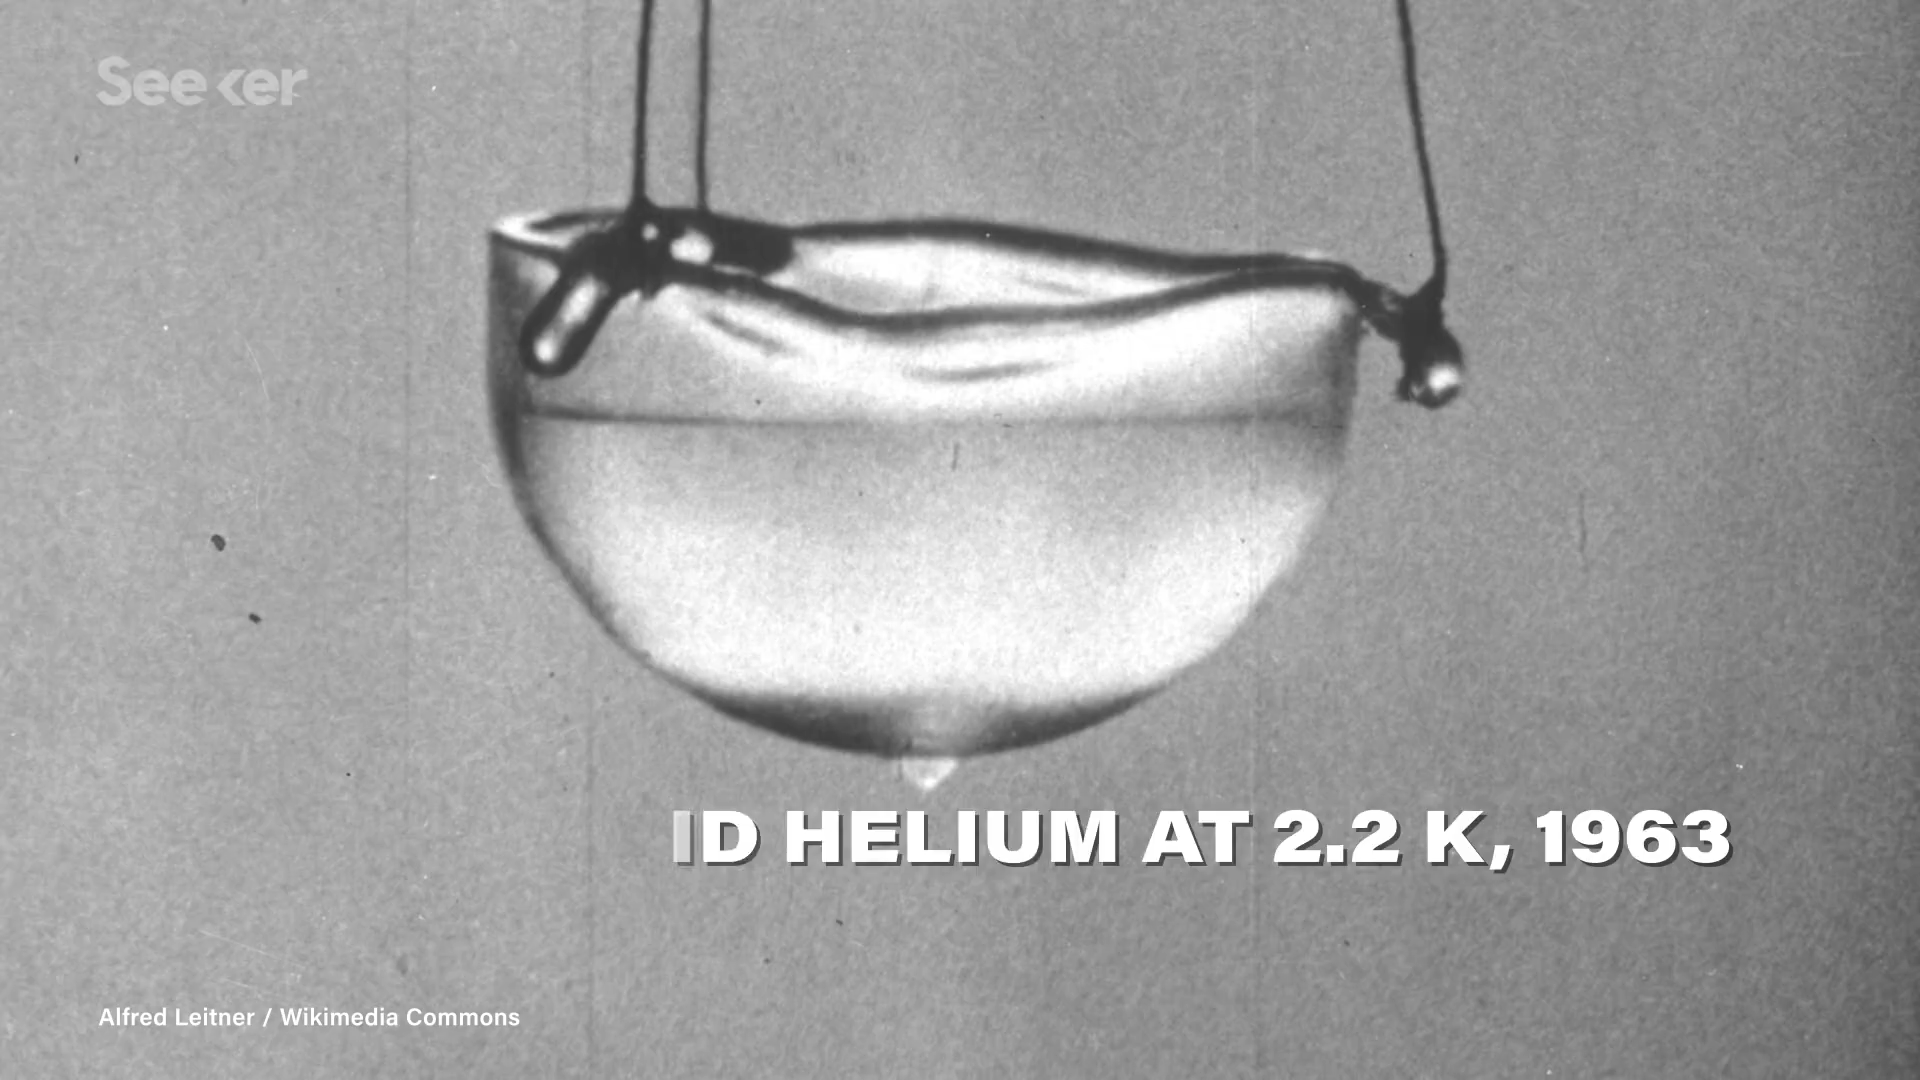 Seeker
ID HELIUM AT 2.2 K, 1963
Alfred Leitner / Wikimedia Commons